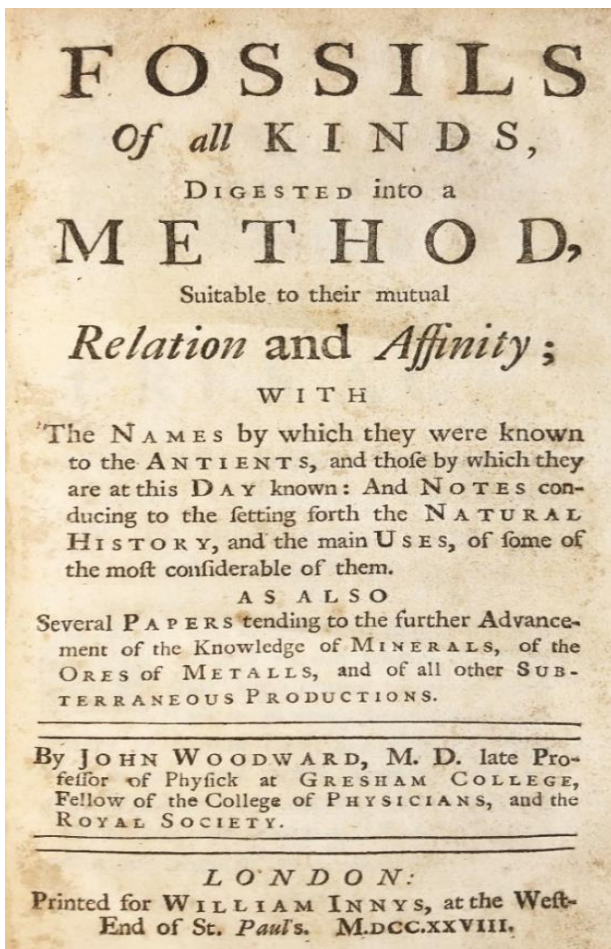 FOSSILS
Of all KINDS,
DIGESTED into a
METHOD,
Suitable to their mutual
Relation and Affinity;
WITH
The NAMES by which they were known
to the ANTIENTS, and thoſe by which they
are at this DAY known: And NOTES con-
ducing to the ſetting forth the NATURAL
HISTORY, and the main USES, of ſome of
the moſt conſiderable of them.
AS ALSO
Several PAPERS tending to the further Advance-
ment of the Knowledge of MINERALS, of the
ORES of METALLS, and of all other SUB-
TERRANEOUS PRODUCTIONS.
By JOHN WOODWARD, M. D. late Pro-
feſſor of Phyſick at GRESHAM COLLEGE,
Fellow of the College of PHYSICIANS, and the
ROYAL SOCIETY.
LONDON:
Printed for WILLIAM INNYS, at the Weſt-
End of St. Paul's. M.DCC.XXVIII.